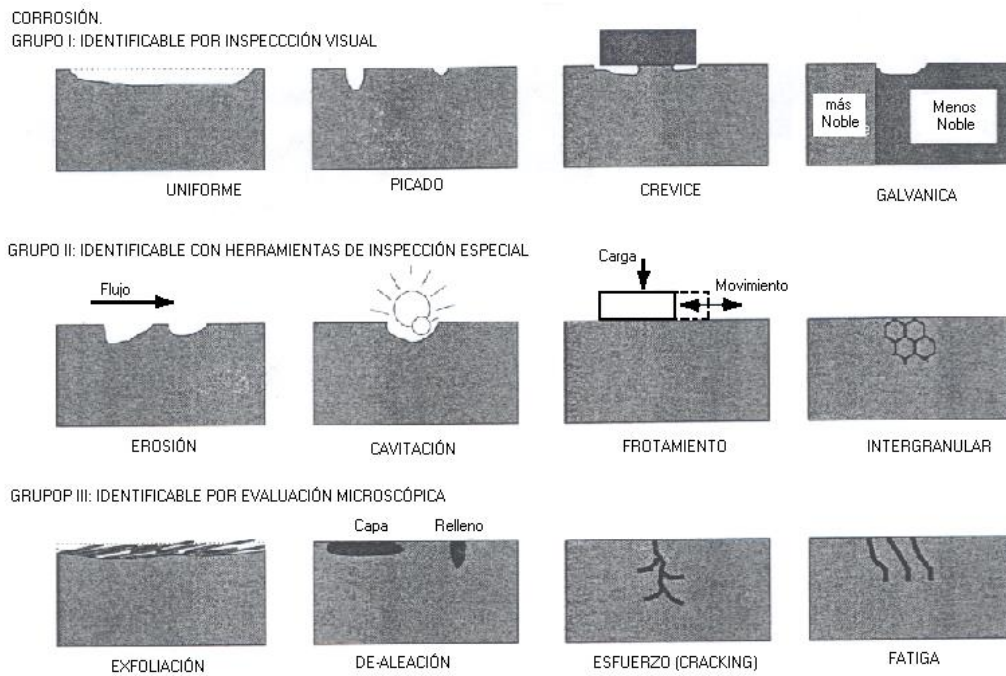 CORROSIÓN.
GRUPO I: IDENTIFICABLE POR INSPECCCIÓN VISUAL
más
Noble
Menos
Noble
UNIFORME
PICADO
CREVICE
GALVANICA
GRUPO II: IDENTIFICABLE CON HERRAMIENTAS DE INSPECCIÓN ESPECIAL
Flujo
Carga
Movimiento
EROSIÓN
CAVITACIÓN
FROTAMIENTO
INTERGRANULAR
GRUPOP III: IDENTIFICABLE POR EVALUACIÓN MICROSCÓPICA
Capa
Relleno
EXFOLIACIÓN
DE-ALEACIÓN
ESFUERZO (CRACKING)
FATIGA